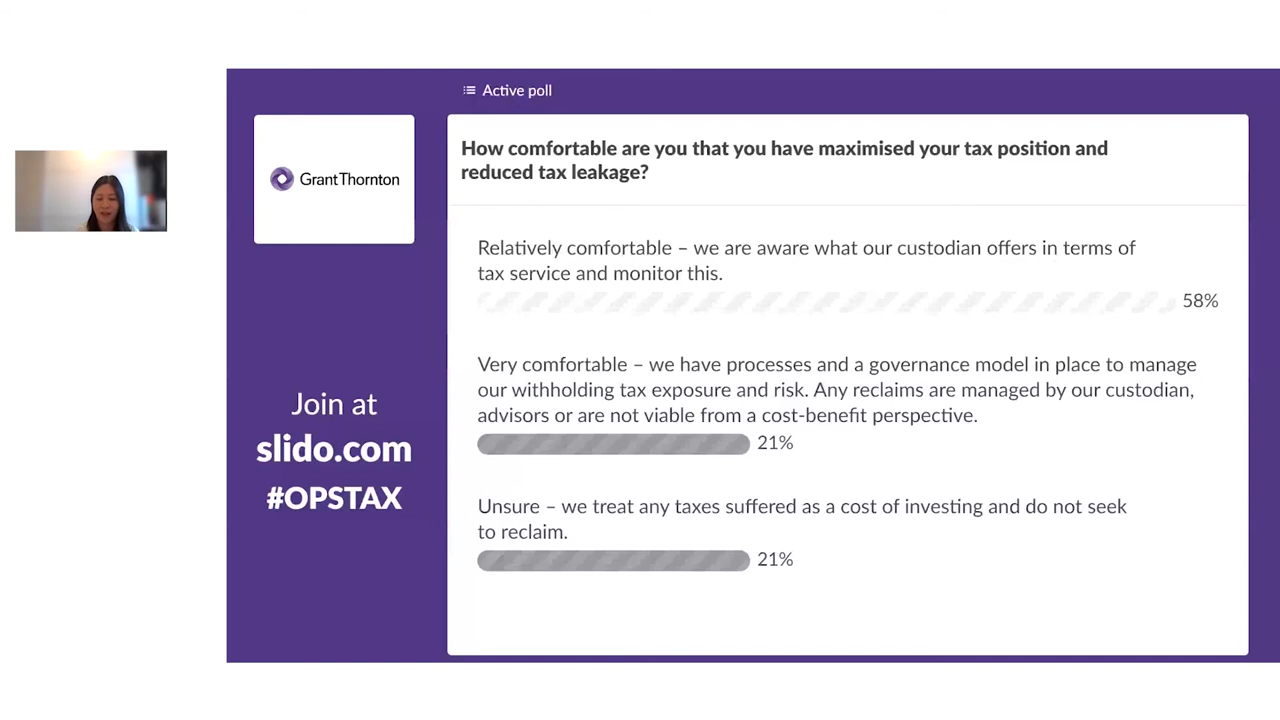 Active poll
GrantThornton
How comfortable are you that you have maximised your tax position and
reduced tax leakage?
Relatively comfortable – we are aware what our custodian offers in terms of
tax service and monitor this.
58%
Very comfortable – we have processes and a governance model in place to manage
our withholding tax exposure and risk. Any reclaims are managed by our custodian,
advisors or are not viable from a cost-benefit perspective.
21%
Unsure – we treat any taxes suffered as a cost of investing and do not seek
to reclaim.
21%
Join at
slido.com
#OPSTAX